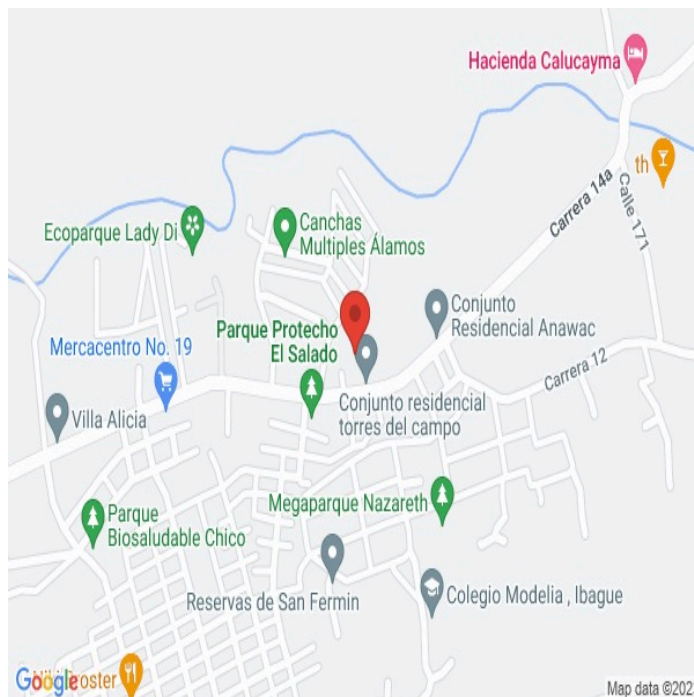 Hacienda Calucayma
th
Carrera 14a
Calle 171
Ecoparque Lady Di
Canchas
Multiples Álamos
Conjunto
Residencial Anawac
Parque Protecho
El Salado
Mercacentro No. 19
Carrera 12
Villa Alicia
Conjunto residencial
torres del campo
Megaparque Nazareth
Parque
Biosaludable Chico
Reservas de San Fermin
Colegio Modelia , Ibague
Google
Map data ©202